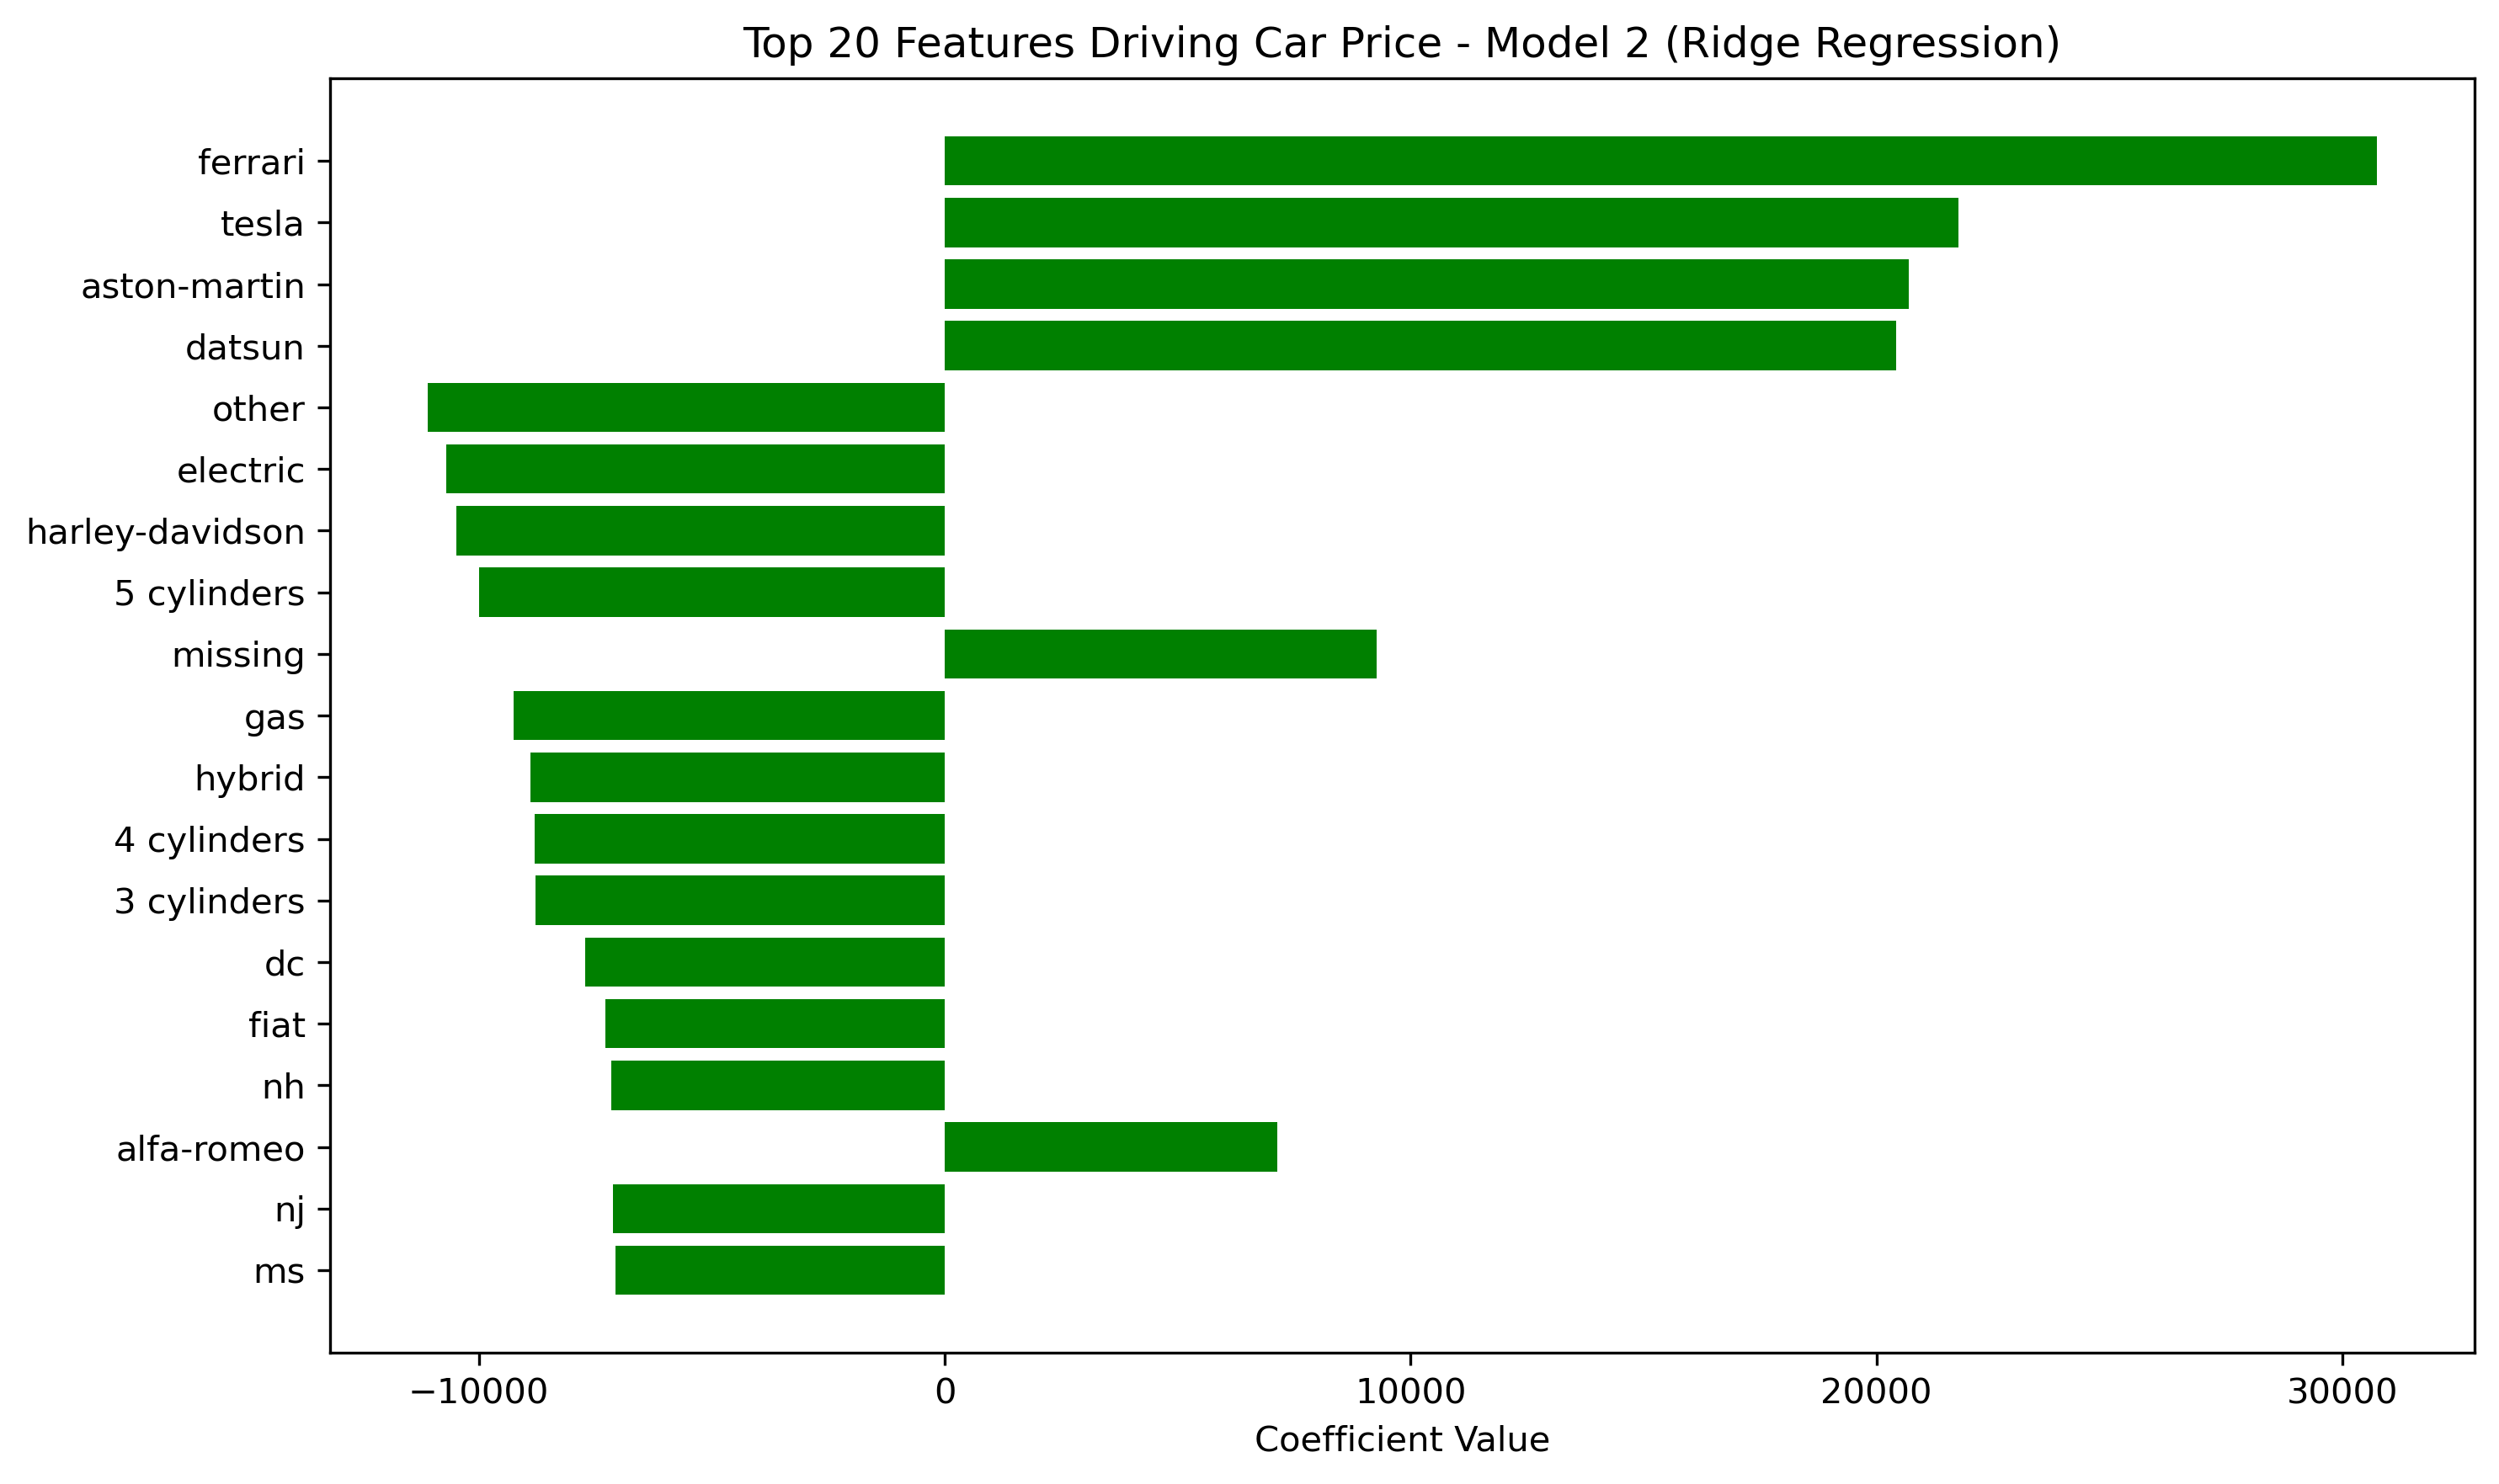 Top 20 Features Driving Car Price - Model 2 (Ridge Regression)
ferrari
tesla
aston-martin
datsun
other
electric
harley-davidson
5 cylinders
missing
gas
hybrid
4 cylinders
3 cylinders
dc
fiat
nh
alfa-romeo
nj
ms
−10000 0 10000 20000 30000
Coefficient Value